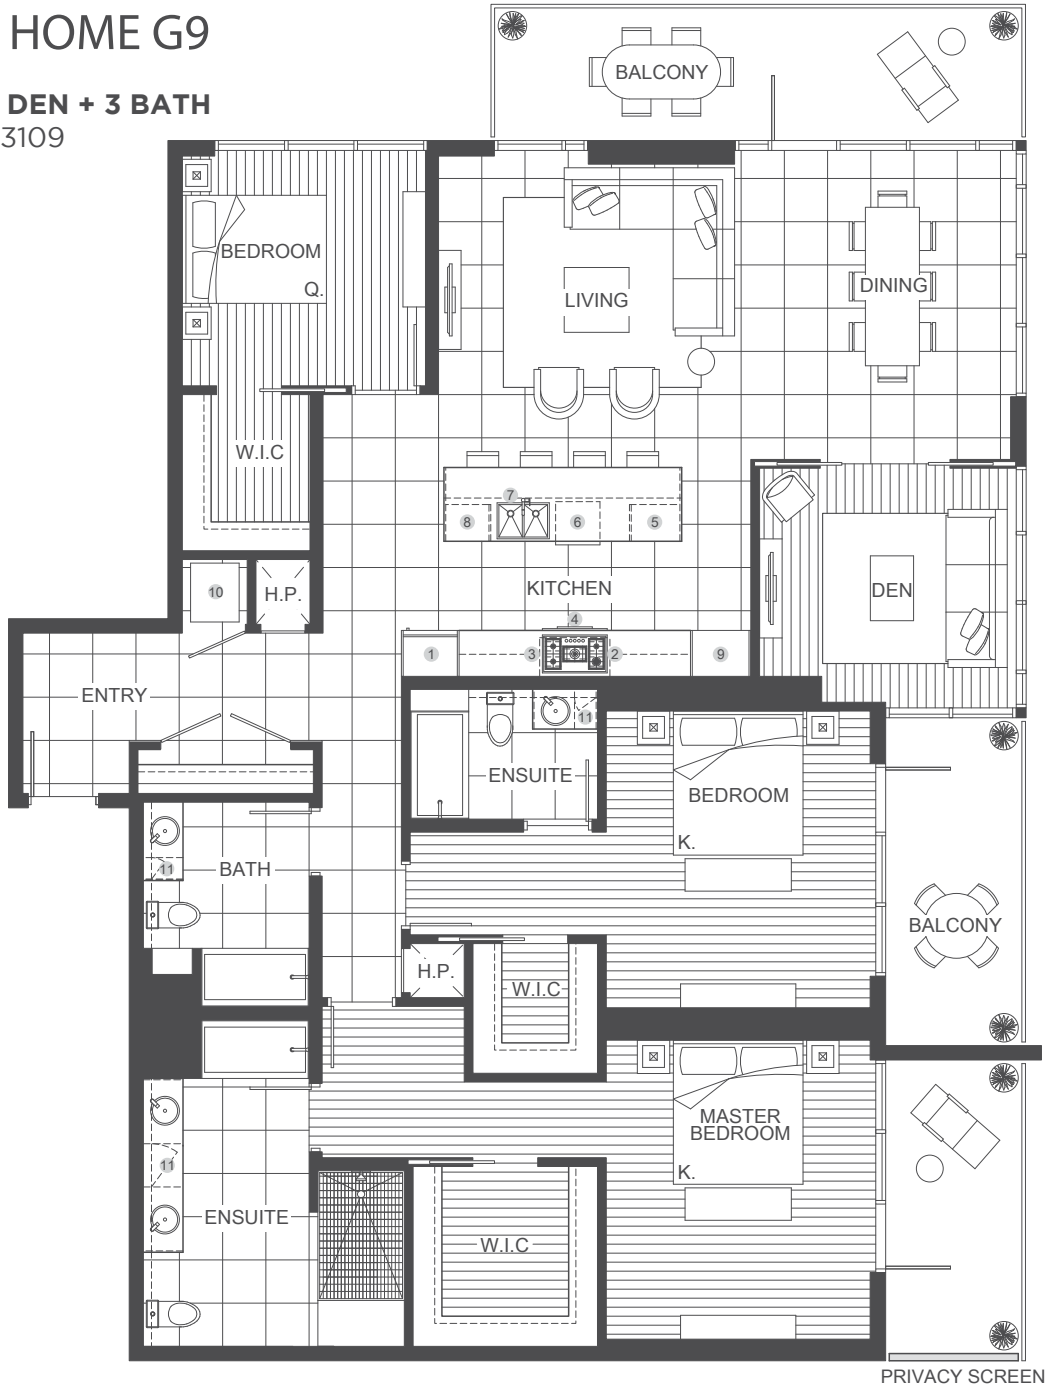 HOME G9
DEN + 3 BATH
3109
BALCONY
BEDROOM
Q.
LIVING
DINING
W.I.C
7
8
6
5
10
H.P.
KITCHEN
DEN
4
1
3
2
9
ENTRY
11
ENSUITE
BEDROOM
K.
BATH
11
BALCONY
H.P.
W.I.C
MASTER
BEDROOM
K.
11
ENSUITE
W.I.C
PRIVACY SCREEN